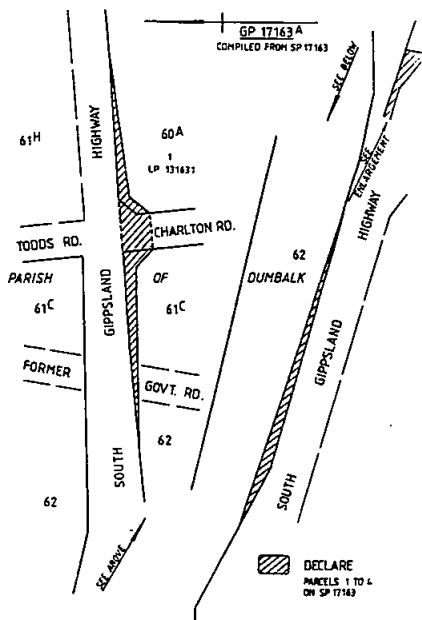 GP 17163A
COMPILED FROM SP 17163
SEE BELOW
61H
HIGHWAY
60A
1
LP 131631
SEE ENLARGEMENT
HIGHWAY
TODDS RD.
CHARLTON RD.
PARISH
OF
DUMBALK
62
61C
GIPPSLAND
61C
GIPPSLAND
FORMER
GOVT. RD.
62
SOUTH
62
SOUTH
SEE ABOVE
DECLARE
PARCELS 1 TO 4
ON SP 17163